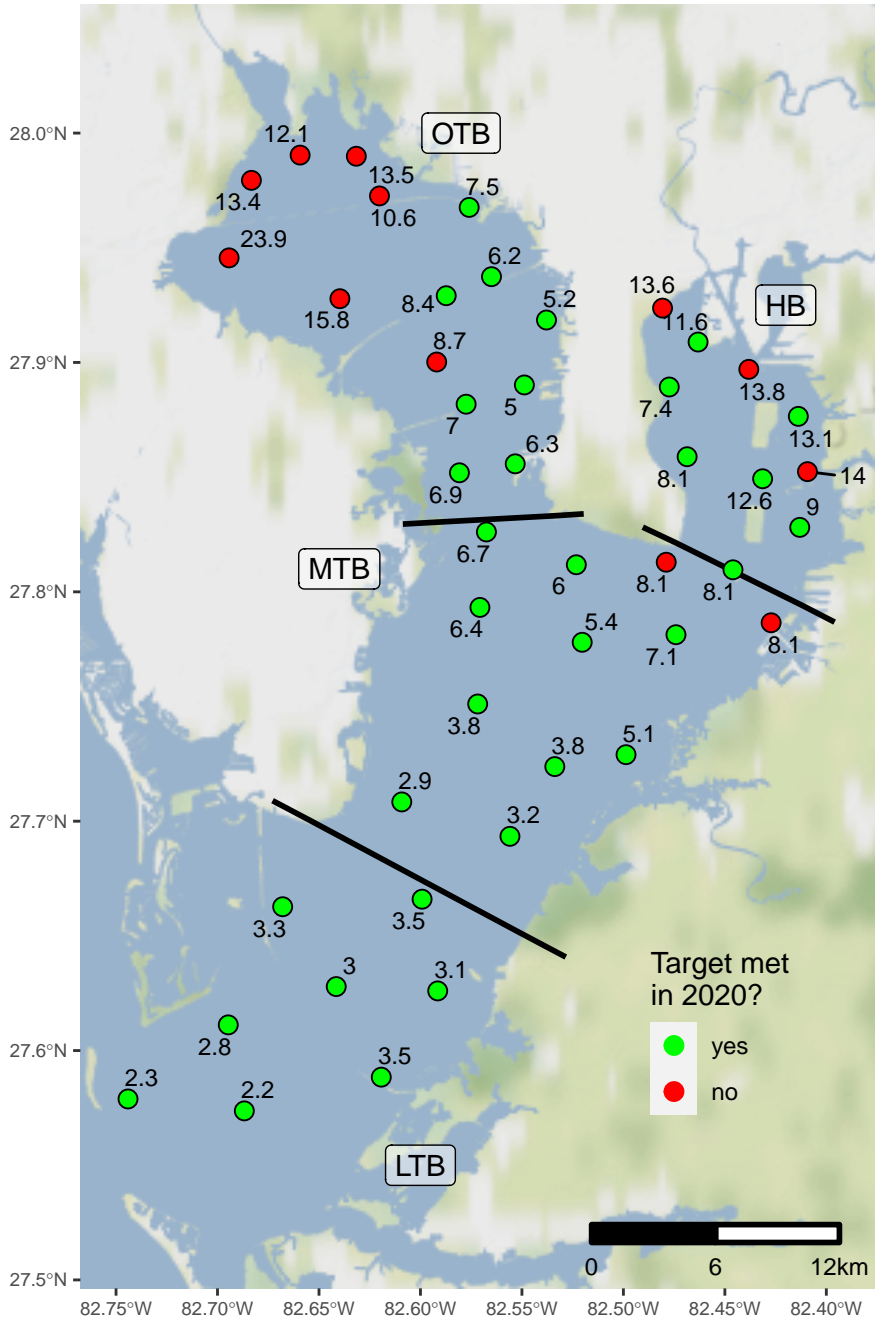 12.1
OTB
28.0°N
13.5
7.5
13.4
10.6
23.9
6.2
8.4
5.2
13.6
HB
15.8
11.6
8.7
27.9°N
13.8
7.4
5
7
13.1
6.3
8.1
14
6.9
12.6
9
6.7
MTB
6
8.1
8.1
27.8°N
6.4
5.4
7.1
8.1
3.8
3.8
5.1
2.9
3.2
27.7°N
3.3
3.5
3
3.1
Target met
in 2020?
2.8
3.5
yes
27.6°N
2.3
2.2
no
LTB
0 6 12km
27.5°N
82.75°W 82.70°W 82.65°W 82.60°W 82.55°W 82.50°W 82.45°W 82.40°W